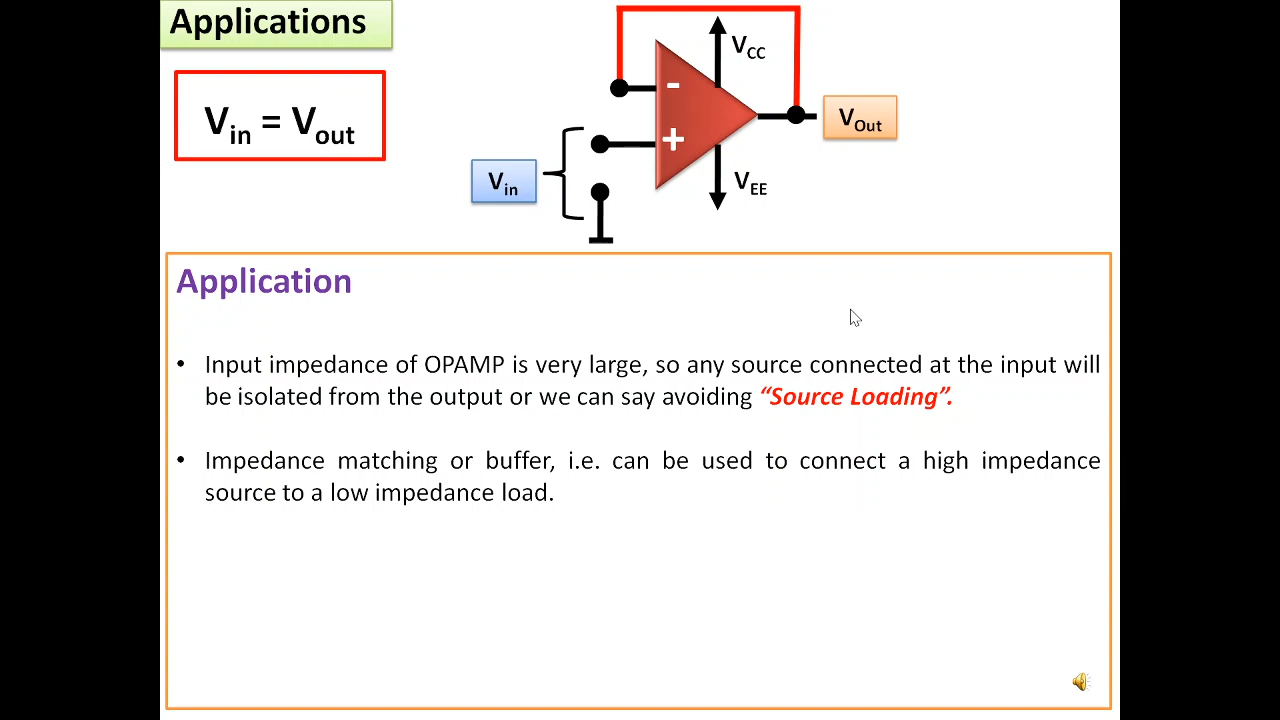 Applications
Vin = Vout
VCC
-
+
VOut
Vin
VEE
Application
• Input impedance of OPAMP is very large, so any source connected at the input will
be isolated from the output or we can say avoiding “Source Loading”.
• Impedance matching or buffer, i.e. can be used to connect a high impedance
source to a low impedance load.